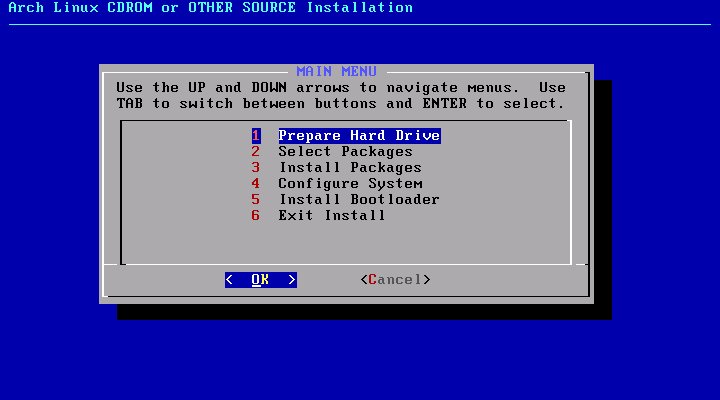 Arch Linux CDROM or OTHER SOURCE Installation
MAIN MENU
Use the UP and DOWN arrows to navigate menus.  Use
TAB to switch between buttons and ENTER to select.
1  Prepare Hard Drive
2  Select Packages
3  Install Packages
4  Configure System
5  Install Bootloader
6  Exit Install
<  OK  >       <Cancel>